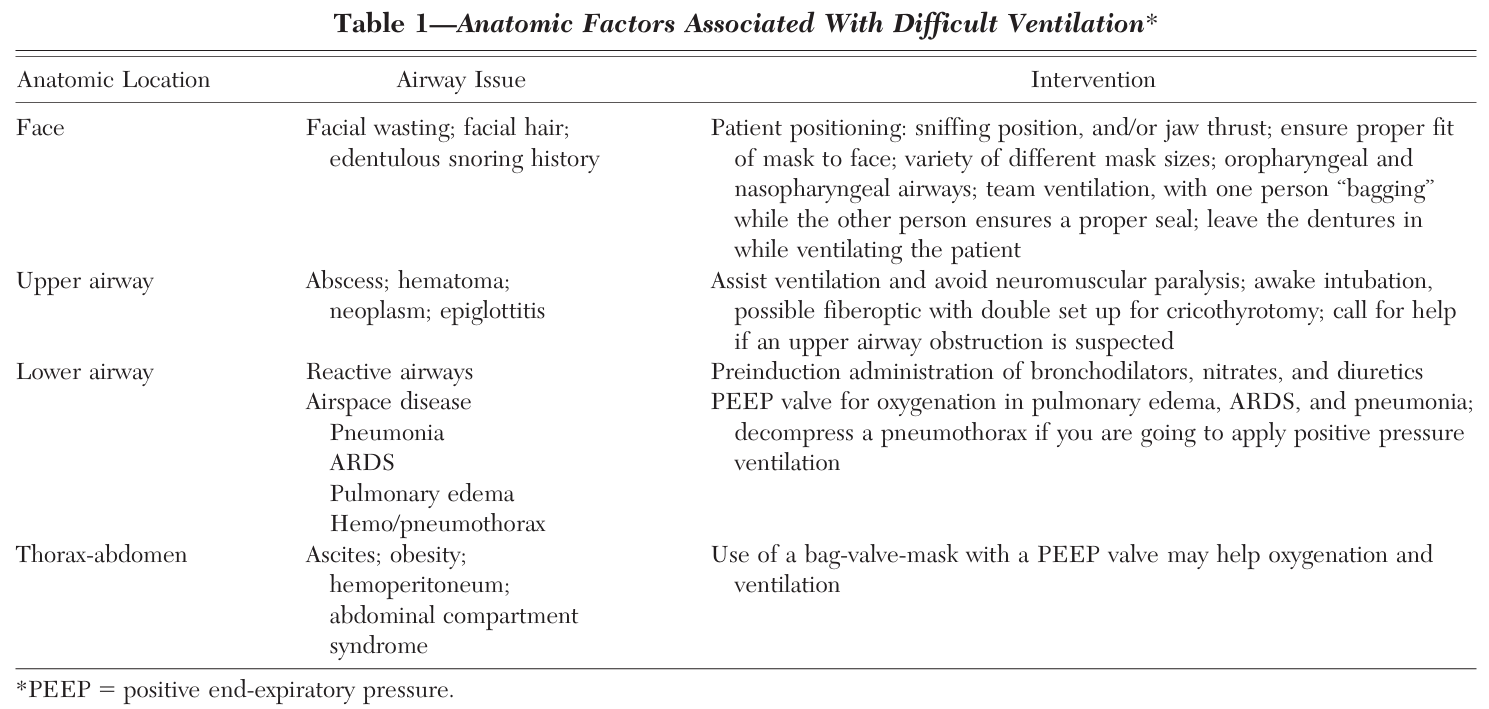 Table 1—Anatomic Factors Associated With Difficult Ventilation*
Anatomic Location Airway Issue Intervention
Face Facial wasting; facial hair; Patient positioning: sniffing position, and/or jaw thrust; ensure proper fit
edentulous snoring history of mask to face; variety of different mask sizes; oropharyngeal and
nasopharyngeal airways; team ventilation, with one person “bagging”
while the other person ensures a proper seal; leave the dentures in
while ventilating the patient
Upper airway Abscess; hematoma; Assist ventilation and avoid neuromuscular paralysis; awake intubation,
neoplasm; epiglottitis possible fiberoptic with double set up for cricothyrotomy; call for help
if an upper airway obstruction is suspected
Lower airway Reactive airways Preinduction administration of bronchodilators, nitrates, and diuretics
Airspace disease PEEP valve for oxygenation in pulmonary edema, ARDS, and pneumonia;
Pneumonia decompress a pneumothorax if you are going to apply positive pressure
ARDS ventilation
Pulmonary edema
Hemo/pneumothorax
Thorax-abdomen Ascites; obesity; Use of a bag-valve-mask with a PEEP valve may help oxygenation and
hemoperitoneum; ventilation
abdominal compartment
syndrome
*PEEP = positive end-expiratory pressure.